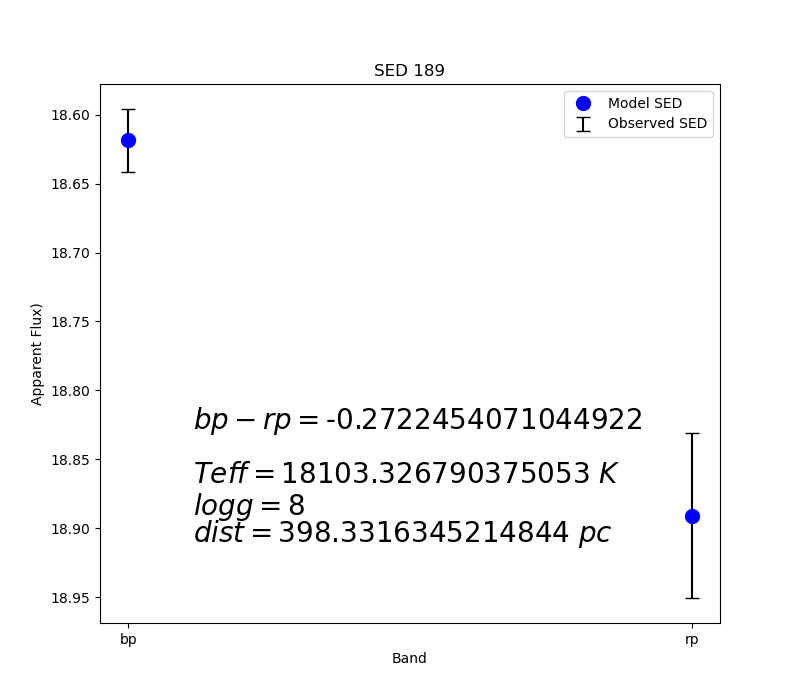 SED 189
Model SED
Observed SED
18.60
18.65
18.70
18.75
18.80
18.85
18.90
18.95
Apparent Flux)
bp − rp = -0.2722454071044922
Teff = 18103.326790375053 K
logg = 8
dist = 398.3316345214844 pc
bp
rp
Band